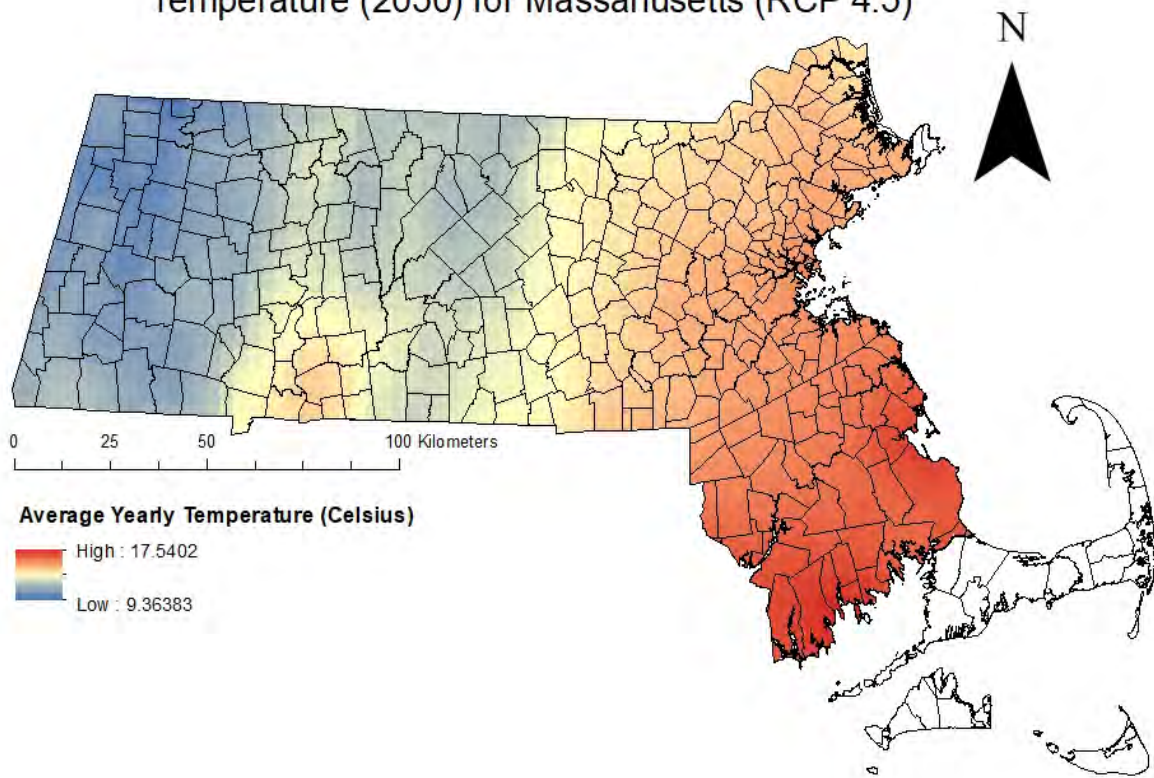 Temperature (2050) for Massahusetts (RCP 4.5)
N
0 25 50 100 Kilometers
Average Yearly Temperature (Celsius)
High : 17.5402
Low : 9.36383